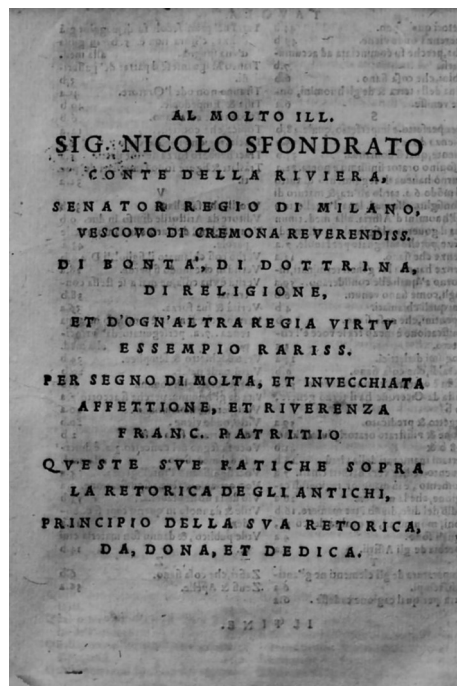 AL MOLTO ILL.
SIG. NICOLO SFONDRATO
CONTE DELLA RIVIERA,
SENATOR REGIO DI MILANO,
VESCOVO DI CREMONA REVERENDISS.
DI BONTA', DI DOTTRINA,
DI RELIGIONE,
ET D'OGN'ALTRA REGIA VIRTV
ESSEMPIO RARISS.
PER SEGNO DI MOLTA, ET INVECCHIATA
AFFETTIONE, ET RIVERENZA
FRANC. PATRITIO
QVESTE SVE FATICHE SOPRA
LA RETORICA DE GLI ANTICHI,
PRINCIPIO DELLA SVA RETORICA,
DA, DONA, ET DEDICA.